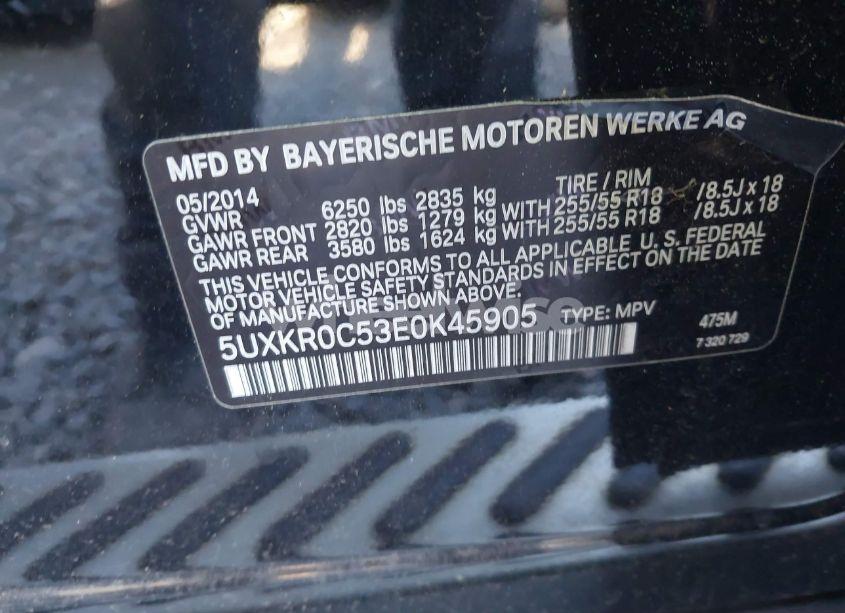 MFD BY BAYERISCHE MOTOREN WERKE AG
05/2014 TIRE / RIM
GVWR 6250 lbs 2835 kg
GAWR FRONT 2820 lbs 1279 kg WITH 255/55 R18 /8.5J x 18
GAWR REAR 3580 lbs 1624 kg WITH 255/55 R18 /8.5J x 18
THIS VEHICLE CONFORMS TO ALL APPLICABLE U. S. FEDERAL
MOTOR VEHICLE SAFETY STANDARDS IN EFFECT ON THE DATE
OF MANUFACTURE SHOWN ABOVE.
5UXKR0C53E0K45905 TYPE: MPV 475M
7 320 729